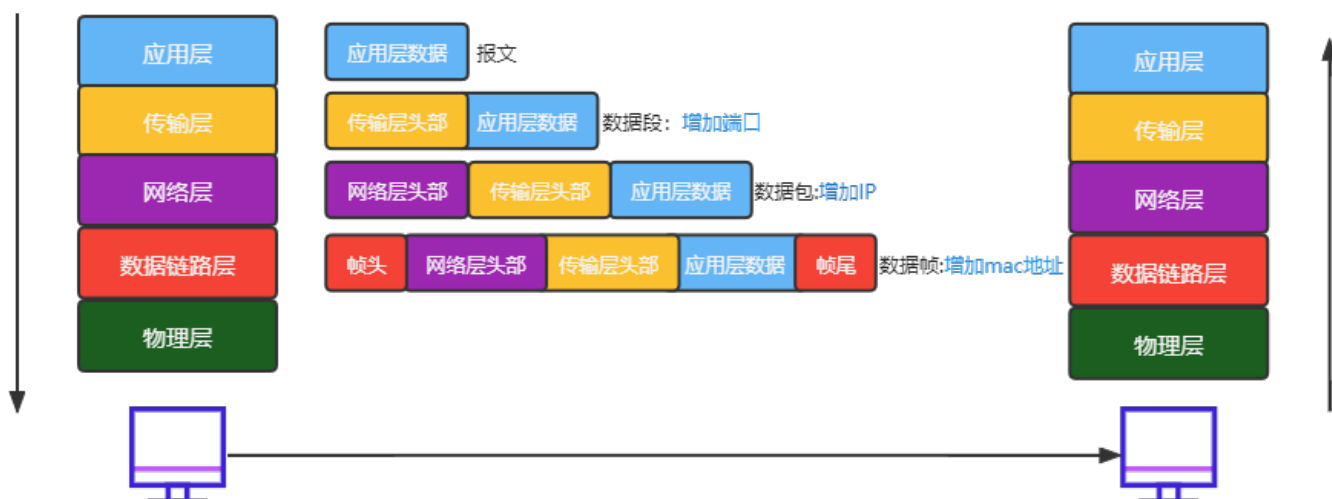 应用层
应用层数据 报文
应用层
传输层
传输层头部 应用层数据 数据段：增加端口
传输层
网络层
网络层头部 传输层头部 应用层数据 数据包:增加IP
网络层
数据链路层
帧头 网络层头部 传输层头部 应用层数据 帧尾 数据帧:增加mac地址
数据链路层
物理层
物理层